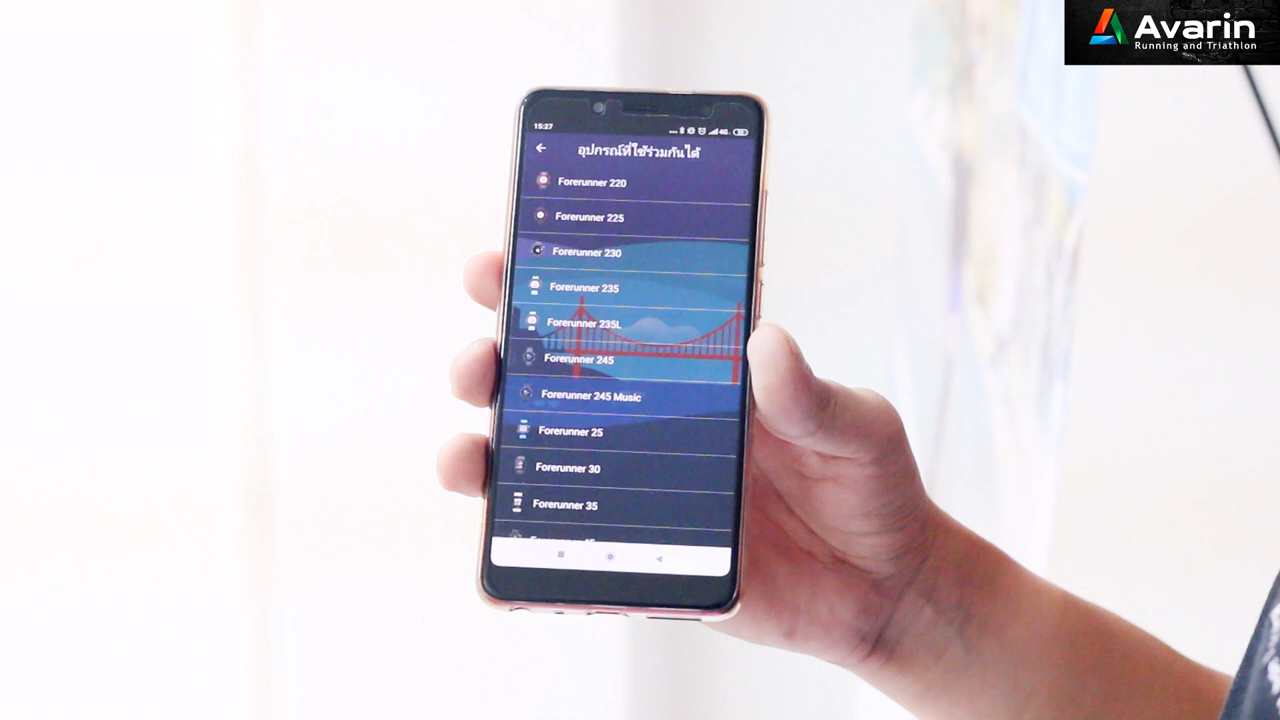 Avarin
Running and Triathlon
15:27
4G
อุปกรณ์ที่ใช้ร่วมกันได้
Forerunner 220
Forerunner 225
Forerunner 230
Forerunner 235
Forerunner 235L
Forerunner 245
Forerunner 245 Music
Forerunner 25
Forerunner 30
Forerunner 35